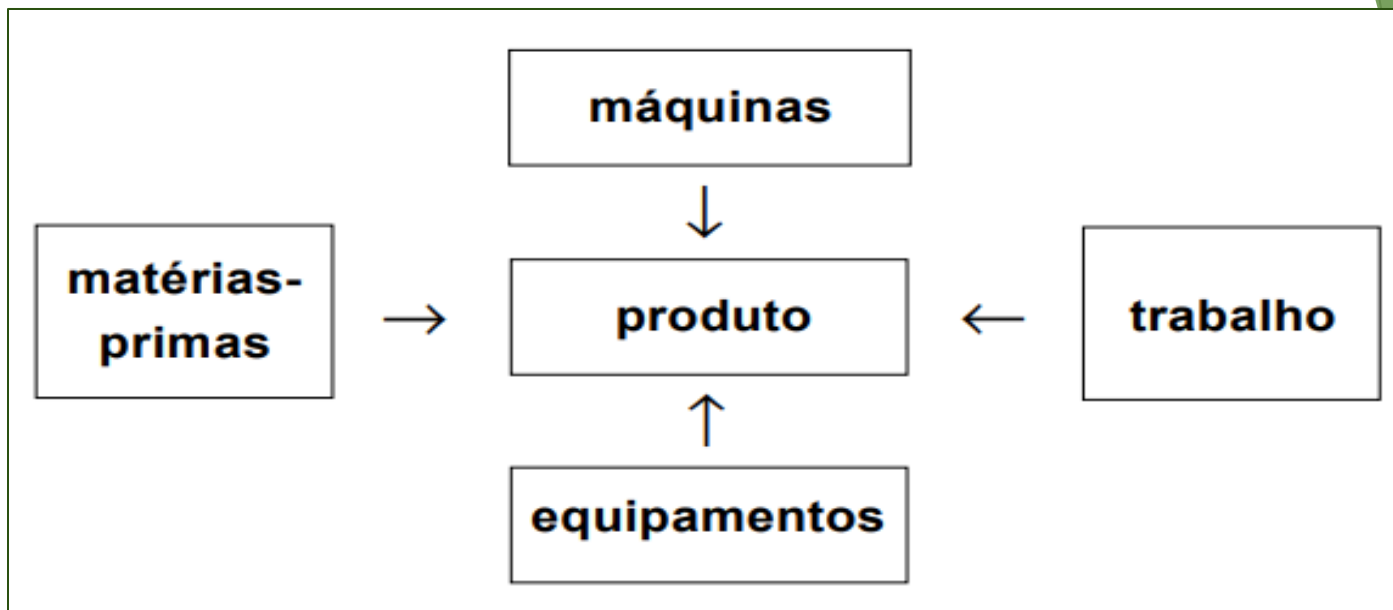 máquinas
matérias-
primas
produto
trabalho
equipamentos